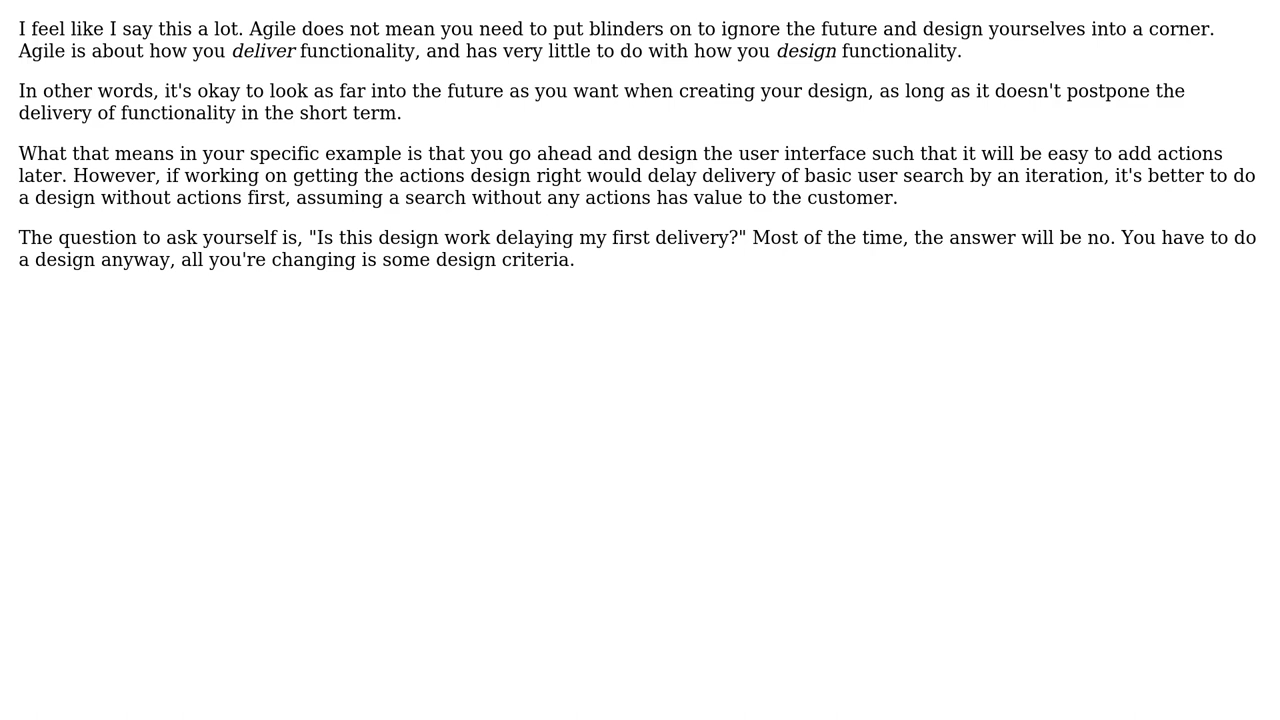 I feel like I say this a lot. Agile does not mean you need to put blinders on to ignore the future and design yourselves into a corner.
Agile is about how you deliver functionality, and has very little to do with how you design functionality.
In other words, it's okay to look as far into the future as you want when creating your design, as long as it doesn't postpone the
delivery of functionality in the short term.
What that means in your specific example is that you go ahead and design the user interface such that it will be easy to add actions
later. However, if working on getting the actions design right would delay delivery of basic user search by an iteration, it's better to do
a design without actions first, assuming a search without any actions has value to the customer.
The question to ask yourself is, "Is this design work delaying my first delivery?" Most of the time, the answer will be no. You have to do
a design anyway, all you're changing is some design criteria.